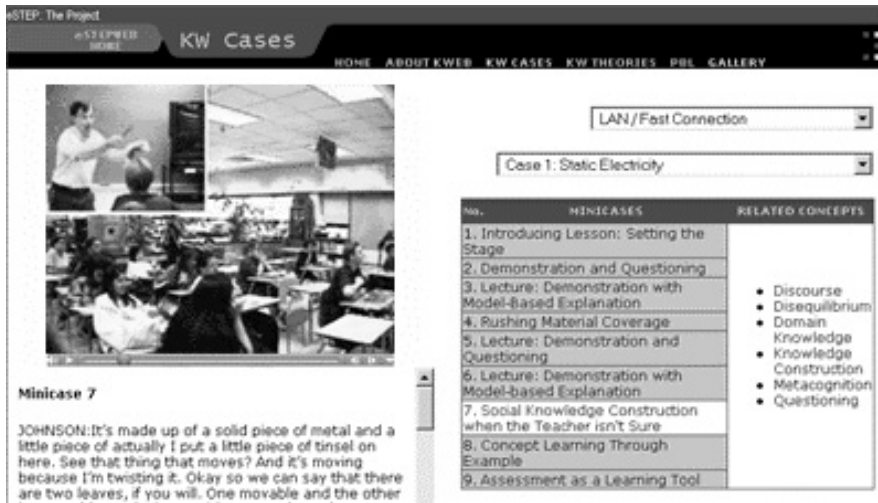 eSTEP: The Project
eSTEPWEB
HOME
KW Cases
HOME ABOUT KWEB KW CASES KW THEORIES PBL GALLERY
LAN / Fast Connection
Case 1: Static Electricity
No. MINICASES RELATED CONCEPTS
1. Introducing Lesson: Setting the
Stage
2. Demonstration and Questioning
3. Lecture: Demonstration with
Model-Based Explanation
4. Rushing Material Coverage
5. Lecture: Demonstration and
Questioning
6. Lecture: Demonstration with
Model-Based Explanation
7. Social Knowledge Construction
when the Teacher isn't Sure
8. Concept Learning Through
Example
9. Assessment as a Learning Tool
• Discourse
• Disequilibrium
• Domain
Knowledge
• Knowledge
Construction
• Metacognition
• Questioning
Minicase 7
JOHNSON:It's made up of a solid piece of metal and a
little piece of actually I put a little piece of tinsel on
here. See that thing that moves? And it's moving
because I'm twisting it. Okay so we can say that there
are two leaves, if you will. One movable and the other